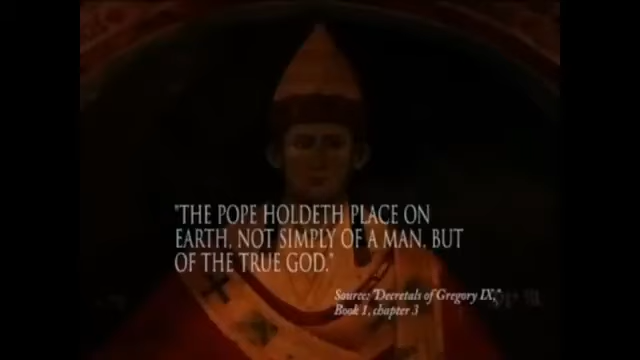 "THE POPE HOLDETH PLACE ON
EARTH, NOT SIMPLY OF A MAN, BUT
OF THE TRUE GOD."
Source: "Decretals of Gregory IX,"
Book 1, chapter 3